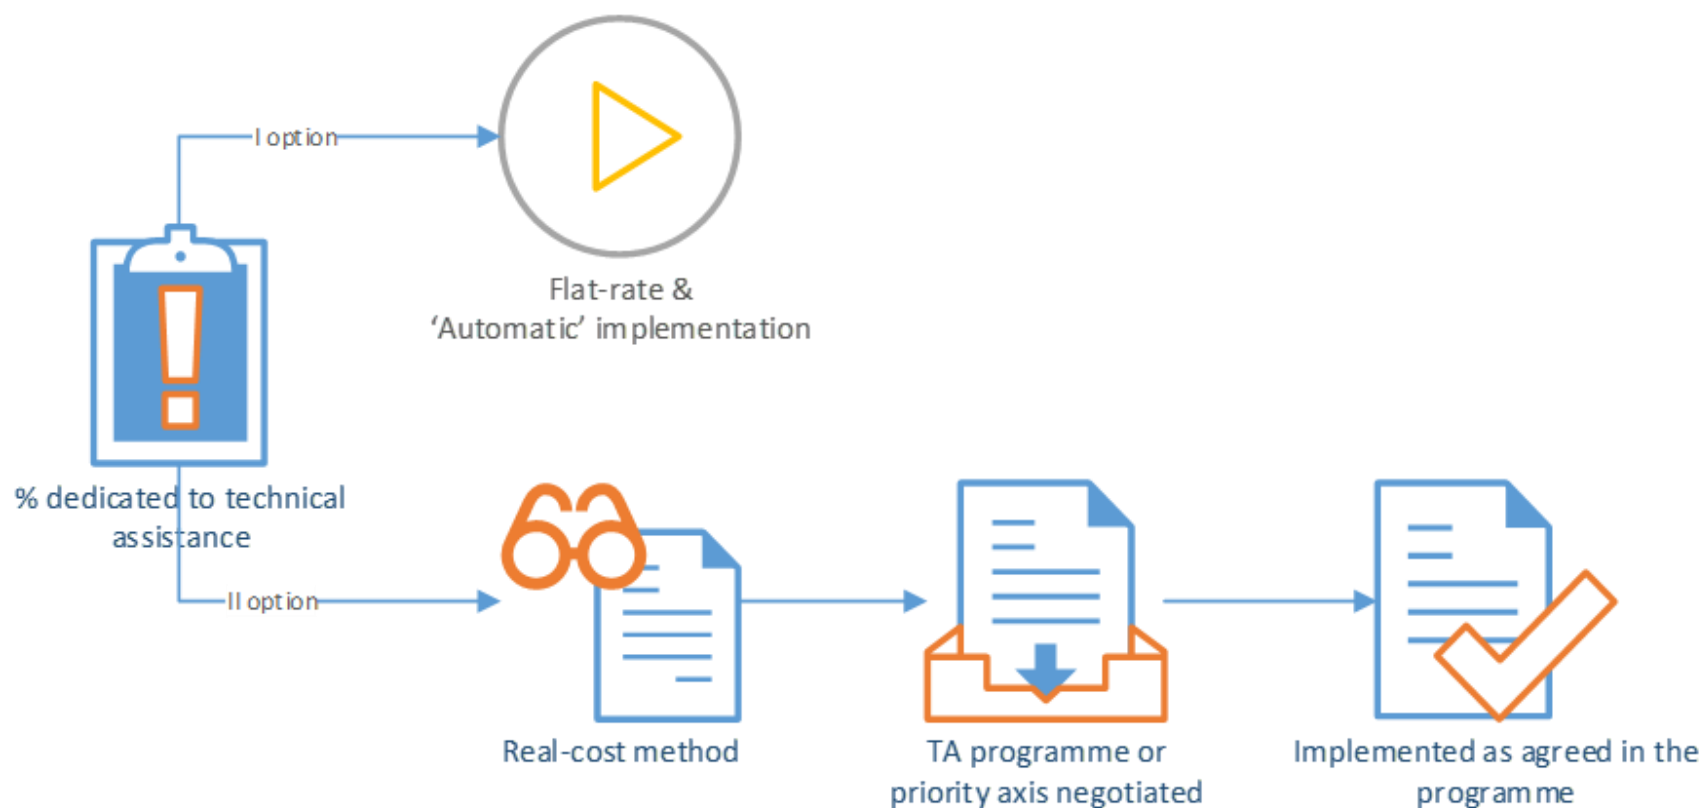 I option
Flat-rate &
‘Automatic’ implementation
% dedicated to technical
assistance
II option
Real-cost method
TA programme or
priority axis negotiated
Implemented as agreed in the
programme